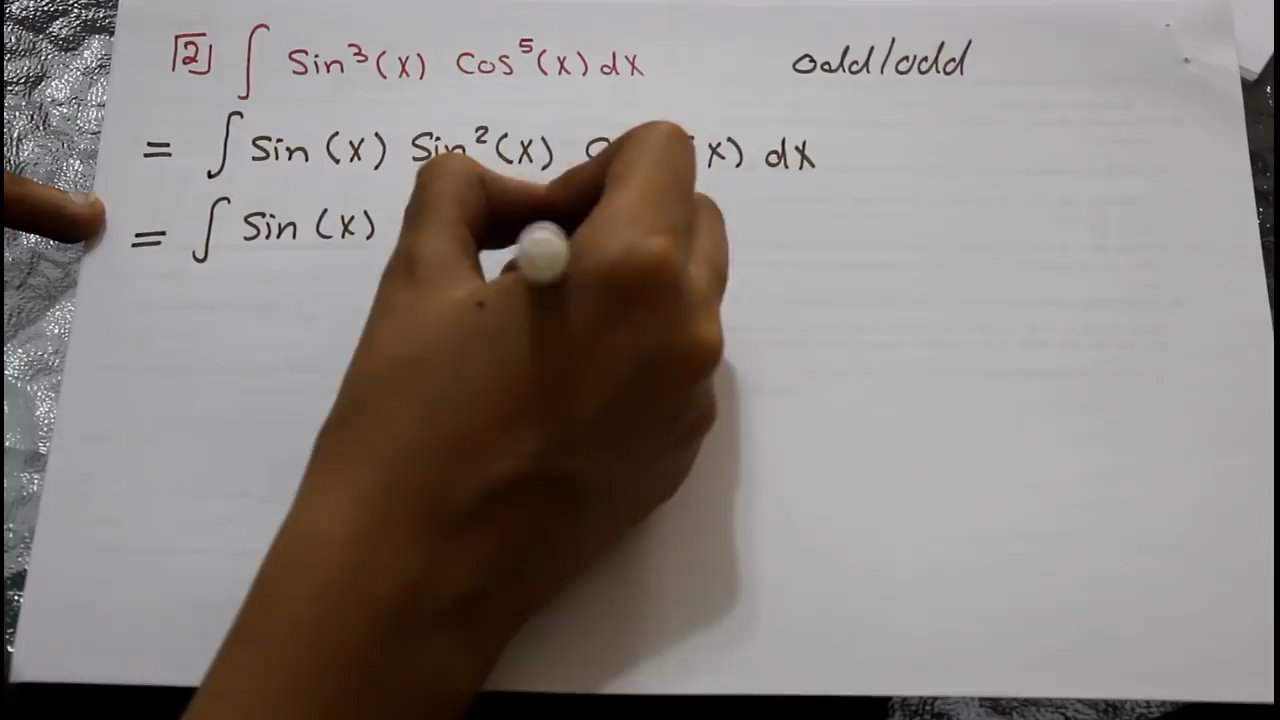 [2] ∫ Sin³(x) Cos⁵(x) dx odd/odd
= ∫ Sin (x) Sin²(x) (x) dx
= ∫ Sin (x)